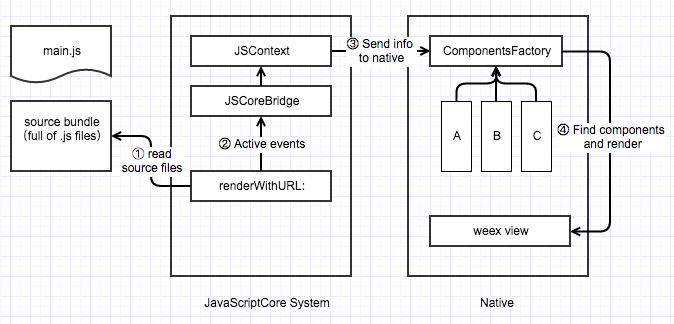 main.js
source bundle
(full of .js files)
① read
source files
JSContext
JSCoreBridge
② Active events
renderWithURL:
JavaScriptCore System
③ Send info
to native
ComponentsFactory
A
B
C
④ Find components
and render
weex view
Native